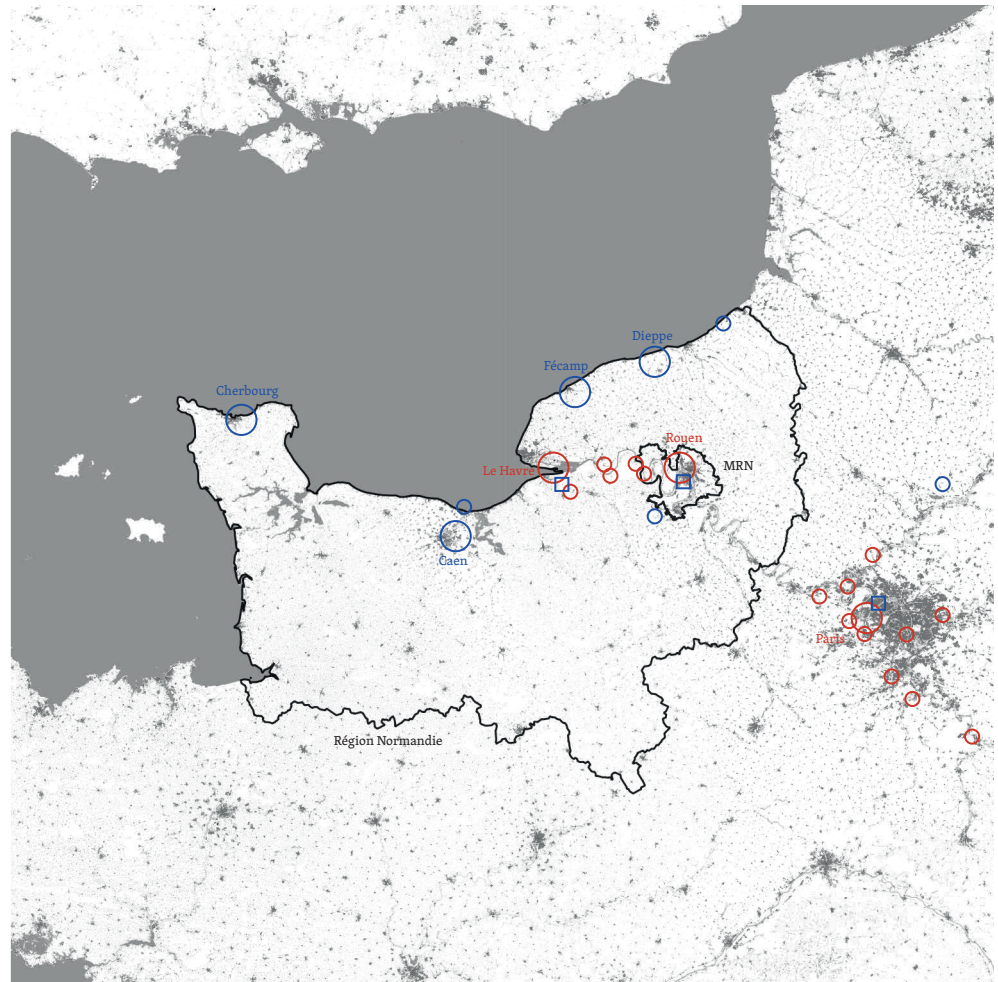 Dieppe
Fécamp
Cherbourg
Rouen
MRN
Le Havre
Caen
Paris
Région Normandie